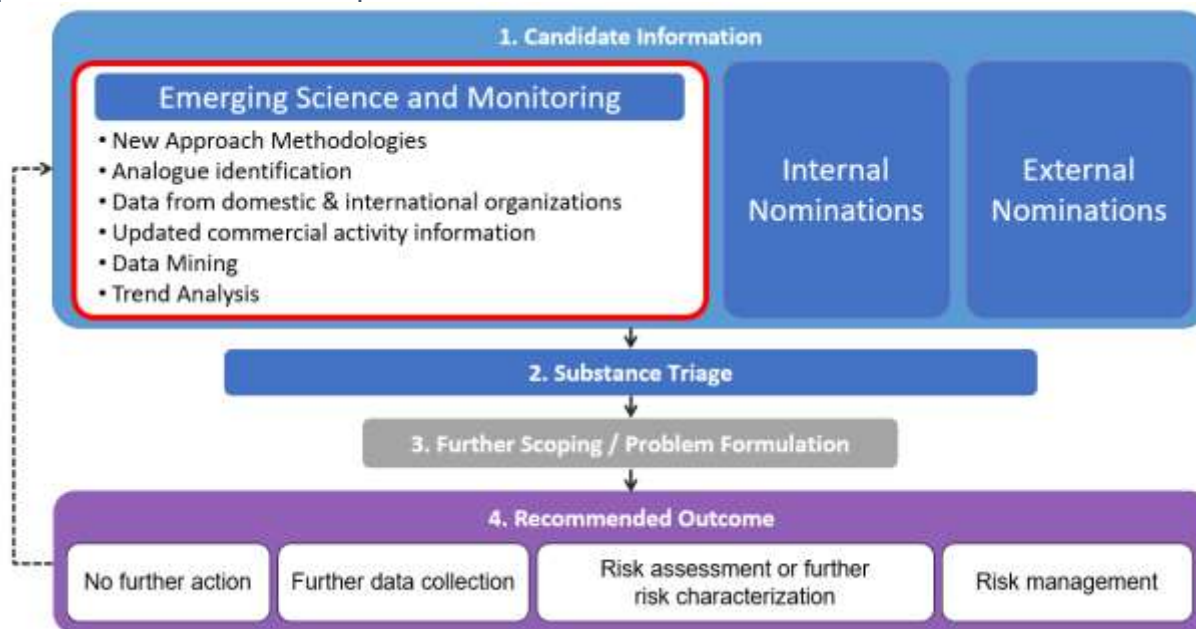 1. Candidate Information
Emerging Science and Monitoring
• New Approach Methodologies
• Analogue identification
• Data from domestic & international organizations
• Updated commercial activity information
• Data Mining
• Trend Analysis
Internal
Nominations
External
Nominations
2. Substance Triage
3. Further Scoping / Problem Formulation
4. Recommended Outcome
No further action
Further data collection
Risk assessment or further
risk characterization
Risk management